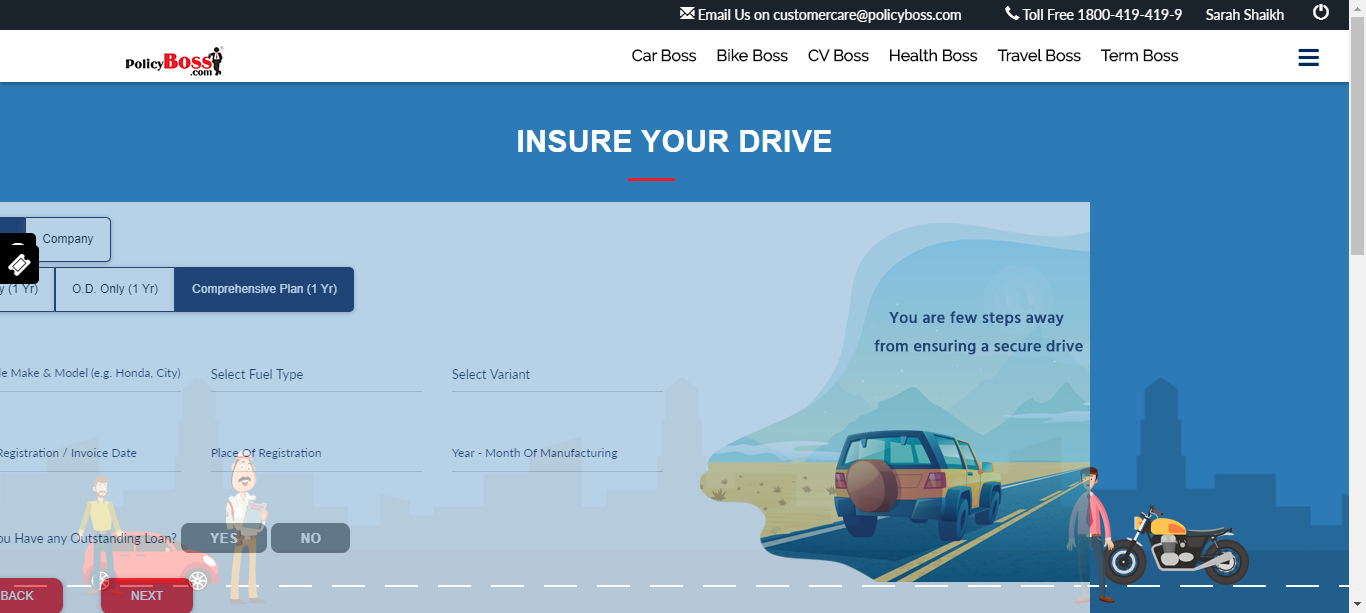 Email Us on customercare@policyboss.com Toll Free 1800-419-419-9 Sarah Shaikh
PolicyBoss.com Car Boss Bike Boss CV Boss Health Boss Travel Boss Term Boss
INSURE YOUR DRIVE
Company
y (1 Yr) O.D. Only (1 Yr) Comprehensive Plan (1 Yr)
You are few steps away
from ensuring a secure drive
le Make & Model (e.g. Honda, City) Select Fuel Type Select Variant
Registration / Invoice Date Place Of Registration Year - Month Of Manufacturing
ou Have any Outstanding Loan? YES NO
BACK NEXT